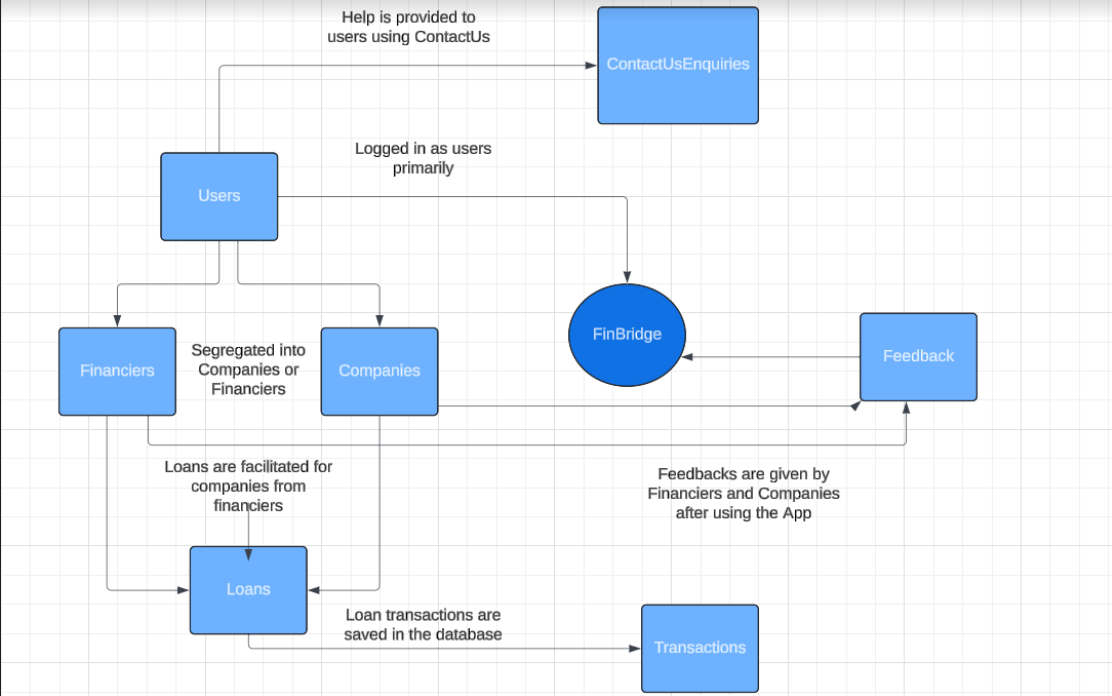 Help is provided to
users using ContactUs
ContactUsEnquiries
Logged in as users
primarily
Users
FinBridge
Feedback
Financiers
Segregated into
Companies or
Financiers
Companies
Loans are facilitated for
companies from
financiers
Feedbacks are given by
Financiers and Companies
after using the App
Loans
Loan transactions are
saved in the database
Transactions